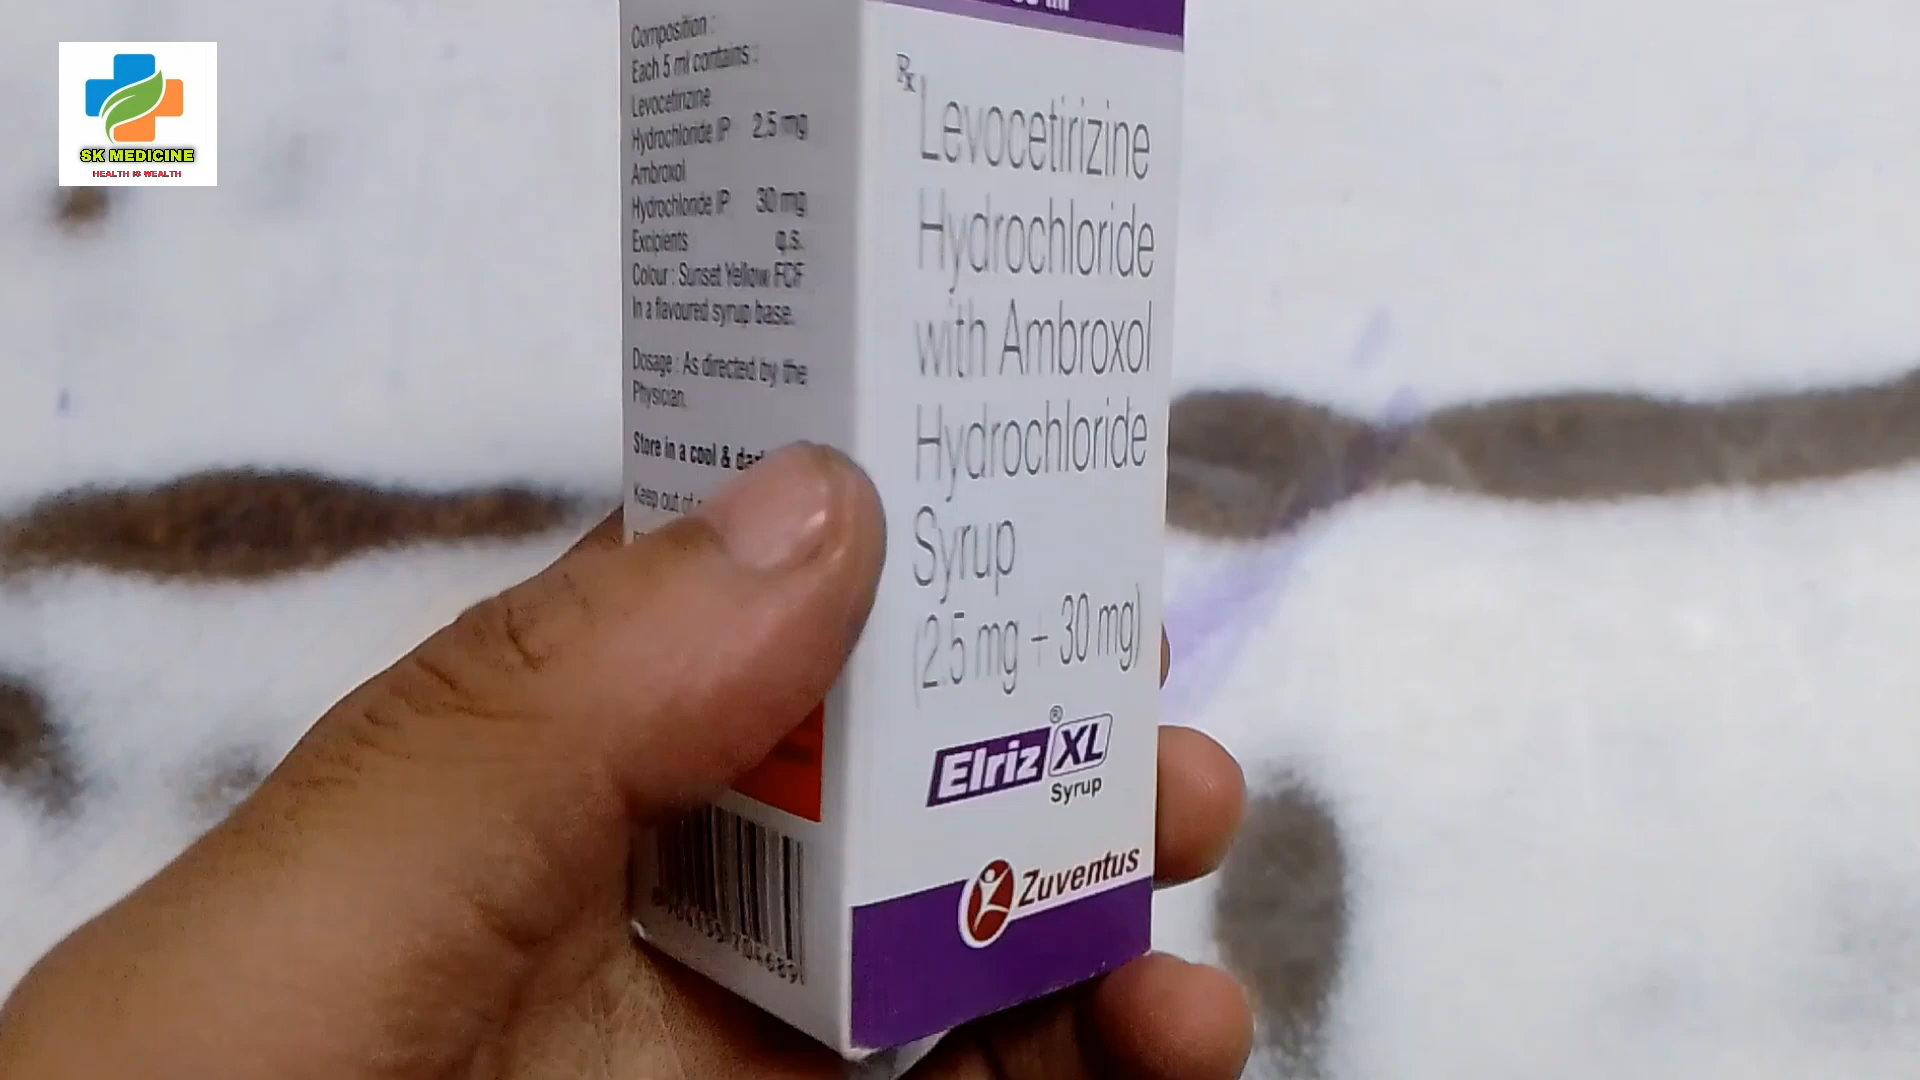 SK MEDICINE
HEALTH IS WEALTH
Composition :
Each 5 ml contains :
Levocetirizine
Hydrochloride IP 2.5 mg
Ambroxol
Hydrochloride IP 30 mg
Excipients q.s.
Colour : Sunset Yellow FCF
In a flavoured syrup base.
Dosage : As directed by the
Physician.
Store in a cool &
Keep out of
ml
Rx
Levocetirizine
Hydrochloride
with Ambroxol
Hydrochloride
Syrup
(2.5 mg + 30 mg)
Elriz® XL
Syrup
Zuventus